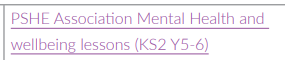 PSHE Association Mental Health and
wellbeing lessons (KS2 Y5-6)